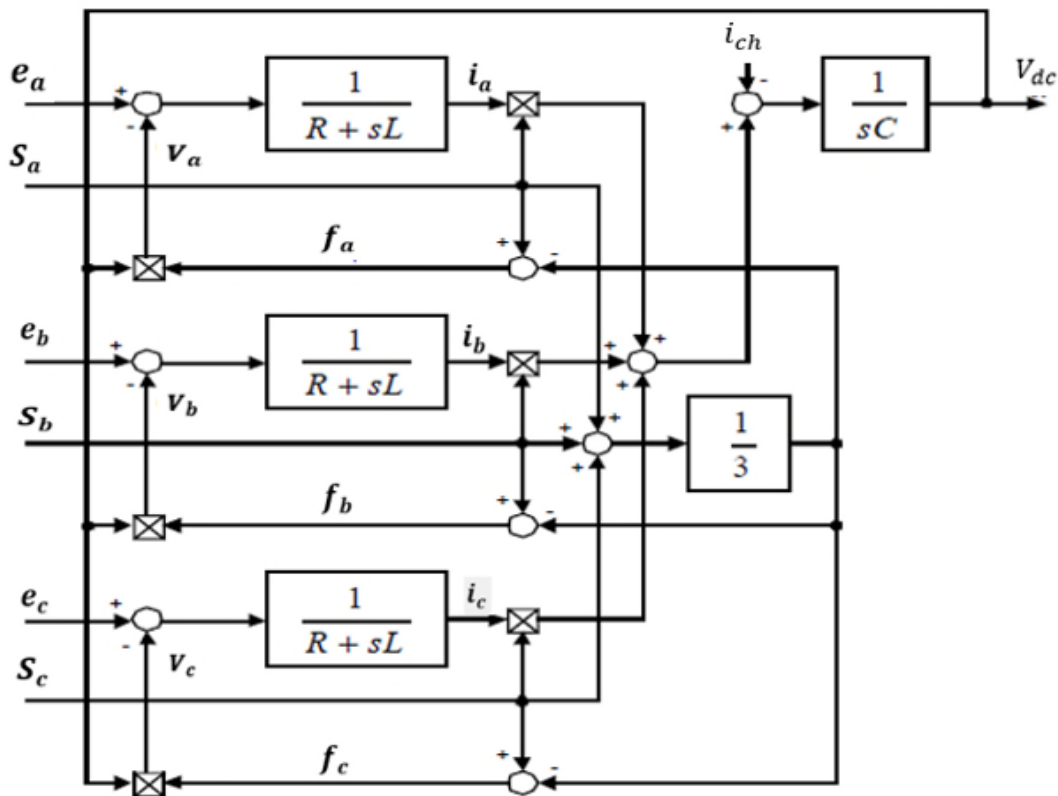 i_ch
V_dc
e_a + 1 i_a - 1
- R + sL + sC
S_a v_a
f_a + -
e_b + 1 i_b + +
- R + sL +
v_b
S_b + + 1
+ 3
f_b + -
e_c + 1 i_c
- R + sL
v_c
S_c
f_c + -